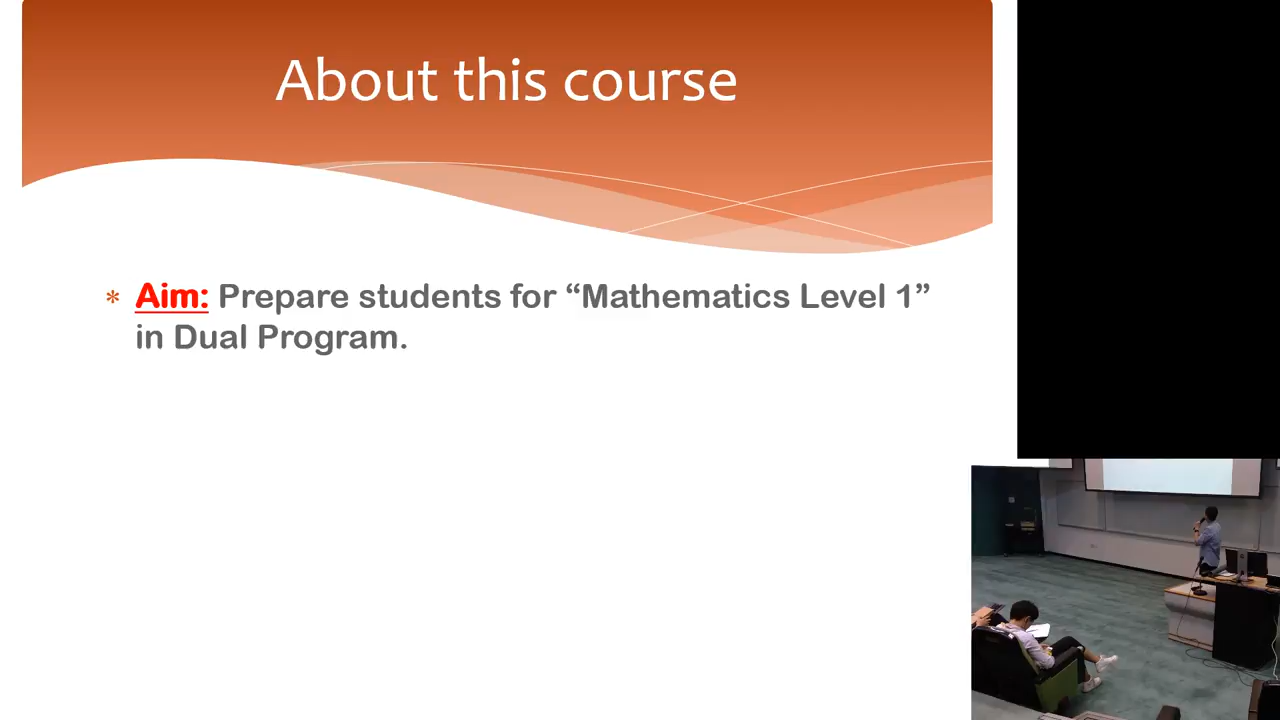 About this course
* Aim: Prepare students for “Mathematics Level 1”
in Dual Program.